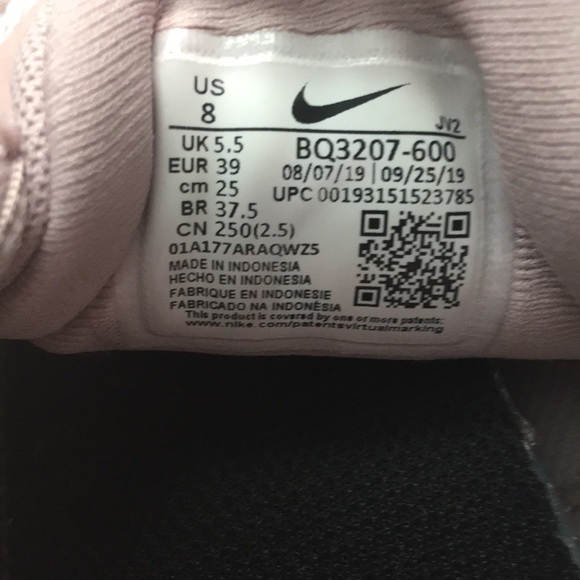 US
8
JV2
UK 5.5
EUR 39
cm 25
BR 37.5
CN 250(2.5)
BQ3207-600
08/07/19 | 09/25/19
UPC 00193151523785
01A177ARAQWZ5
MADE IN INDONESIA
HECHO EN INDONESIA
FABRIQUE EN INDONESIE
FABRICADO NA INDONÉSIA
This product is covered by one or more patents:
www.nike.com/patentsvirtualmarking